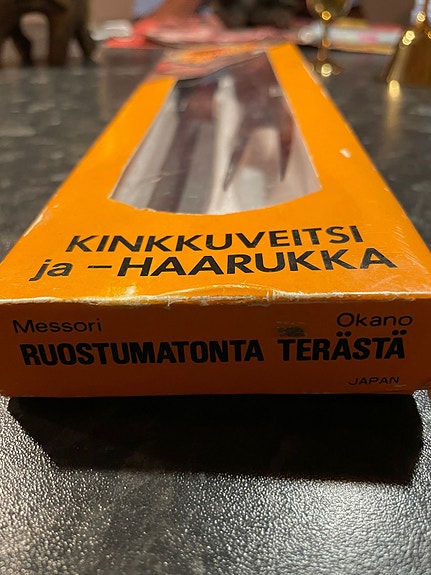 KINKKUVEITSI
ja –HAARUKKA
Messori Okano
RUOSTUMATONTA TERÄSTÄ
JAPAN